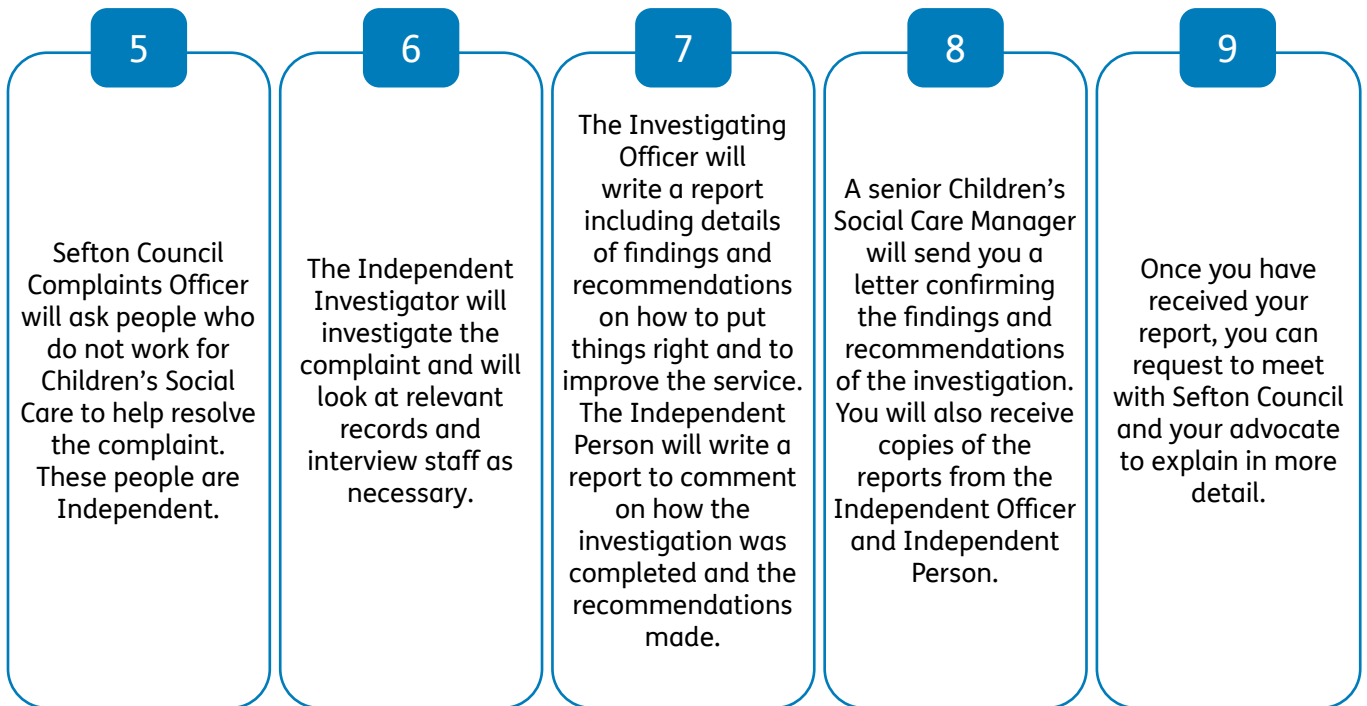 5
Sefton Council
Complaints Officer
will ask people who
do not work for
Children’s Social
Care to help resolve
the complaint.
These people are
Independent.
6
The Independent
Investigator will
investigate the
complaint and will
look at relevant
records and
interview staff as
necessary.
7
The Investigating
Officer will
write a report
including details
of findings and
recommendations
on how to put
things right and to
improve the service.
The Independent
Person will write a
report to comment
on how the
investigation was
completed and the
recommendations
made.
8
A senior Children’s
Social Care Manager
will send you a
letter confirming
the findings and
recommendations
of the investigation.
You will also receive
copies of the
reports from the
Independent Officer
and Independent
Person.
9
Once you have
received your
report, you can
request to meet
with Sefton Council
and your advocate
to explain in more
detail.